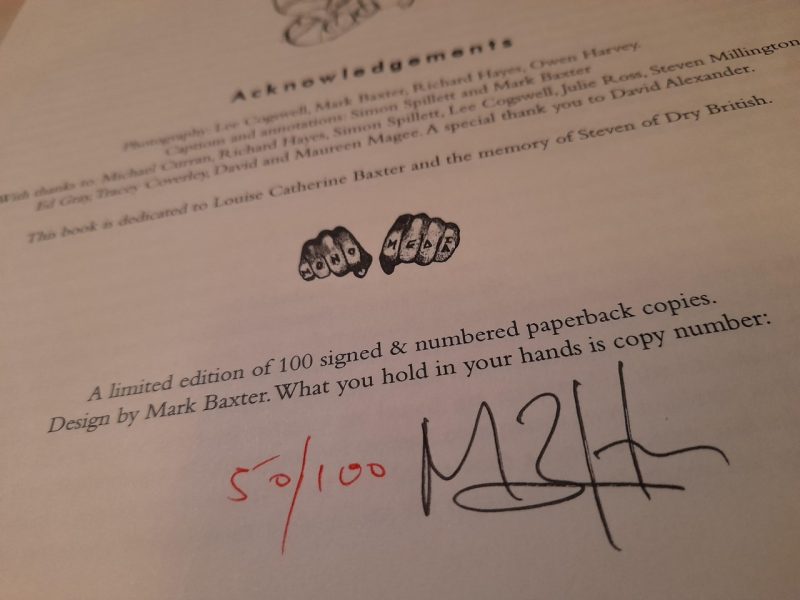 Acknowledgements
Photography: Lee Cogswell, Mark Baxter, Richard Hayes, Owen Harvey.
Captions and annotations: Simon Spillett and Mark Baxter
With thanks to: Michael Curran, Richard Hayes, Simon Spillett, Lee Cogswell, Julie Ross, Steven Millington
Ed Gray, Tracey Coverley, David and Maureen Magee. A special thank you to David Alexander.
This book is dedicated to Louise Catherine Baxter and the memory of Steven of Dry British.
MONO MEDE
A limited edition of 100 signed & numbered paperback copies.
Design by Mark Baxter. What you hold in your hands is copy number:
50/100